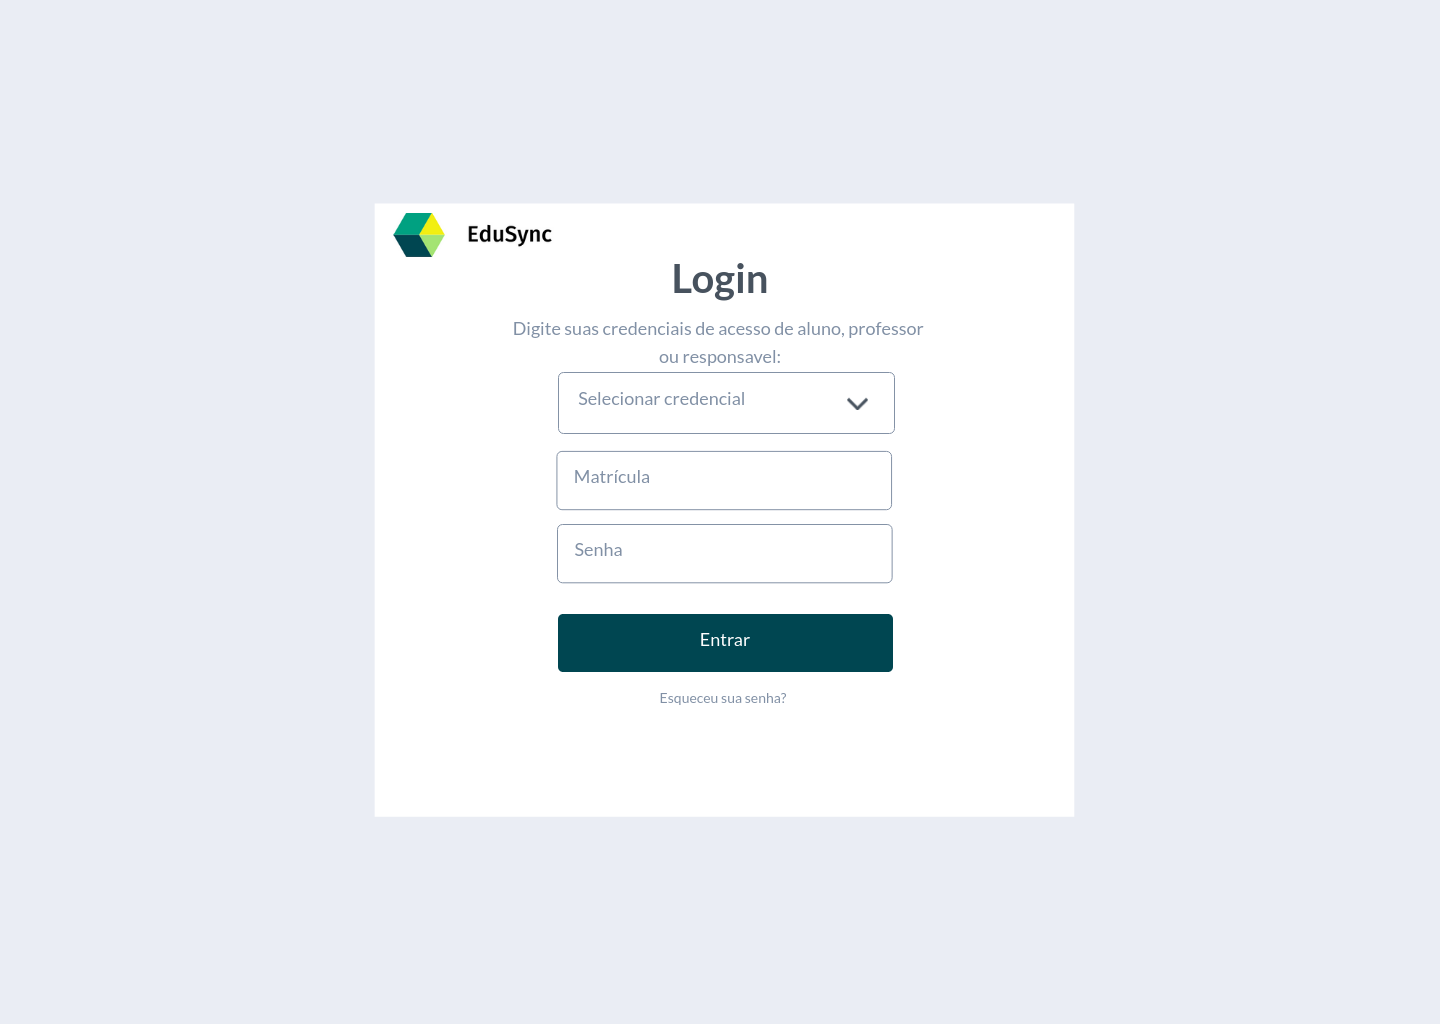 EduSync
Login
Digite suas credenciais de acesso de aluno, professor
ou responsavel:
Selecionar credencial
Matrícula
Senha
Entrar
Esqueceu sua senha?